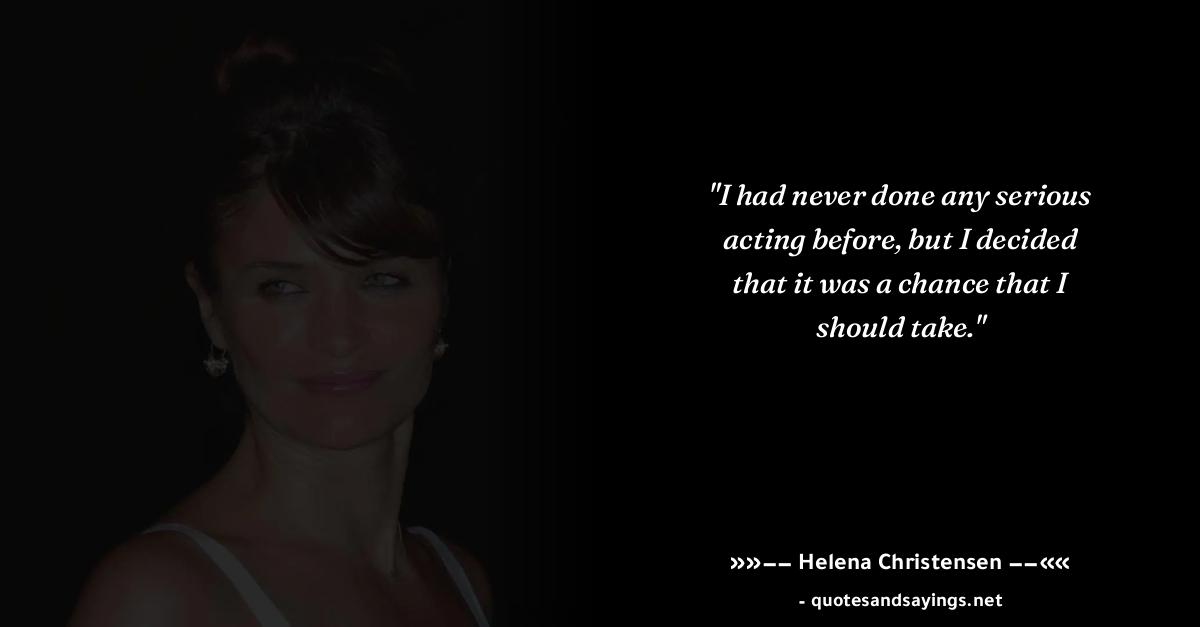 "I had never done any serious
acting before, but I decided
that it was a chance that I
should take."
»»−− Helena Christensen −−««
- quotesandsayings.net